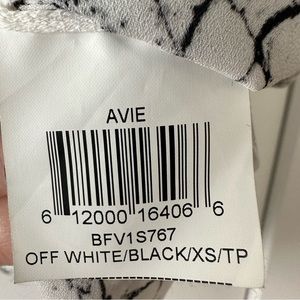 AVIE
6 12000 16406 6
BFV1S767
OFF WHITE/BLACK/XS/TP